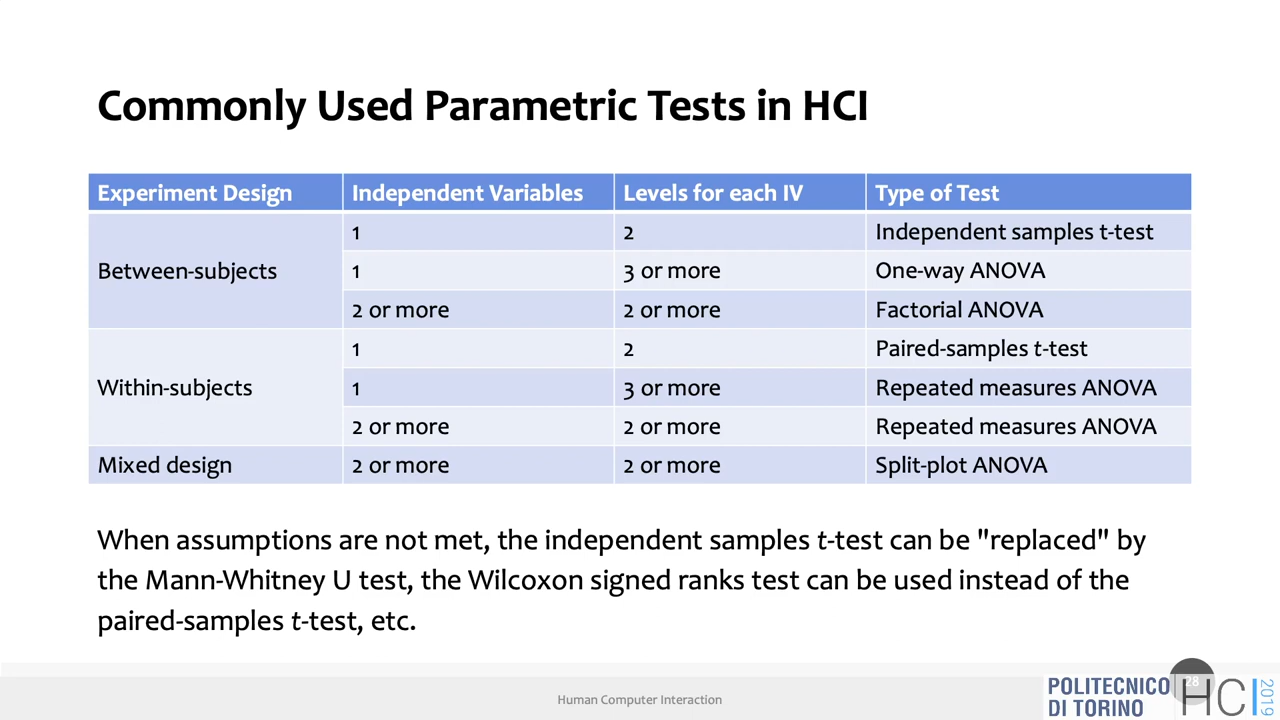 Commonly Used Parametric Tests in HCI
Experiment Design Independent Variables Levels for each IV Type of Test
Between-subjects
1 2 Independent samples t-test
1 3 or more One-way ANOVA
2 or more 2 or more Factorial ANOVA
Within-subjects
1 2 Paired-samples t-test
1 3 or more Repeated measures ANOVA
2 or more 2 or more Repeated measures ANOVA
Mixed design 2 or more 2 or more Split-plot ANOVA
When assumptions are not met, the independent samples t-test can be "replaced" by
the Mann-Whitney U test, the Wilcoxon signed ranks test can be used instead of the
paired-samples t-test, etc.
Human Computer Interaction
28
POLITECNICO
DI TORINO
HCI
2019